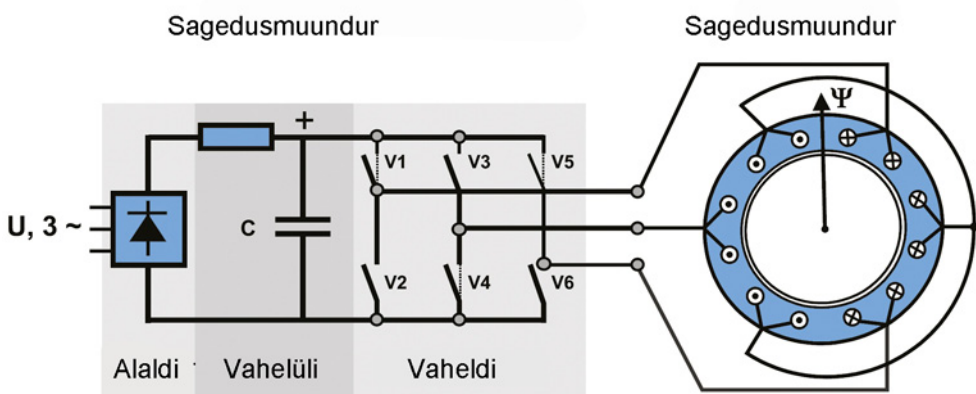 Sagedusmuundur
Sagedusmuundur
Ψ
+
V1
V3
V5
U, 3 ~
C
V2
V4
V6
Alaldi
Vahelüli
Vaheldi